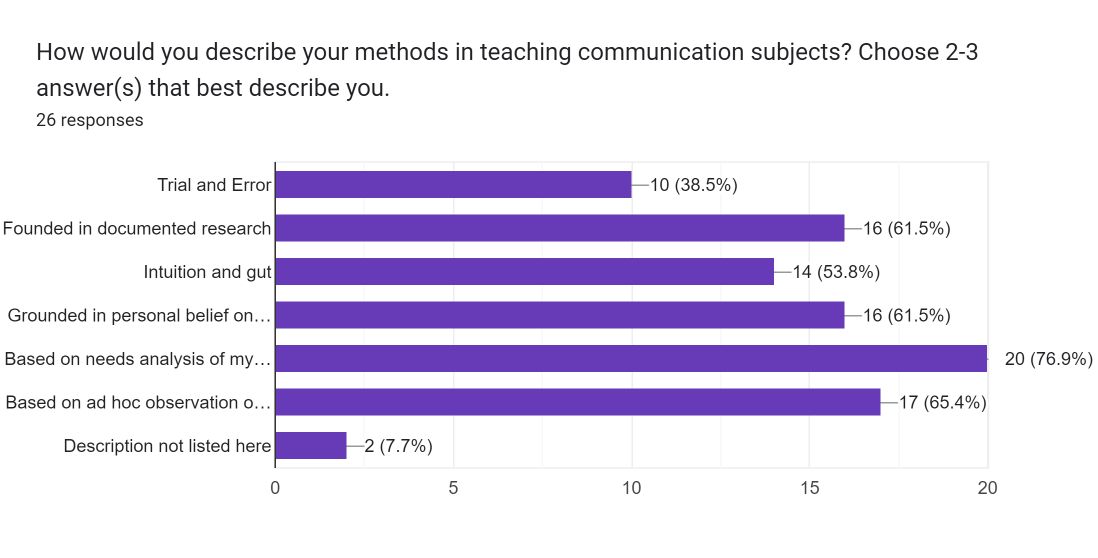 How would you describe your methods in teaching communication subjects? Choose 2-3
answer(s) that best describe you.
26 responses
Trial and Error 10 (38.5%)
Founded in documented research 16 (61.5%)
Intuition and gut 14 (53.8%)
Grounded in personal belief on… 16 (61.5%)
Based on needs analysis of my… 20 (76.9%)
Based on ad hoc observation o… 17 (65.4%)
Description not listed here 2 (7.7%)
0 5 10 15 20